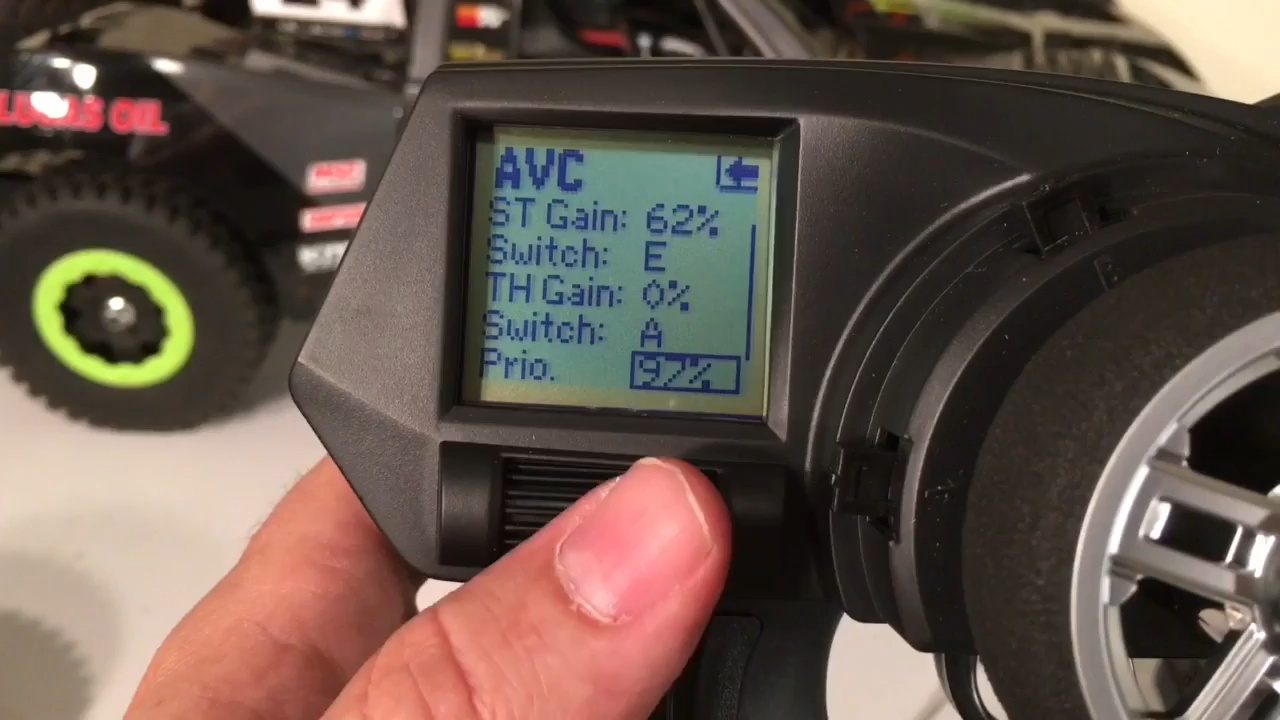 LUCAS OIL
AVC
ST Gain: 62%
Switch: E
TH Gain: 0%
Switch: A
Prio. 97%